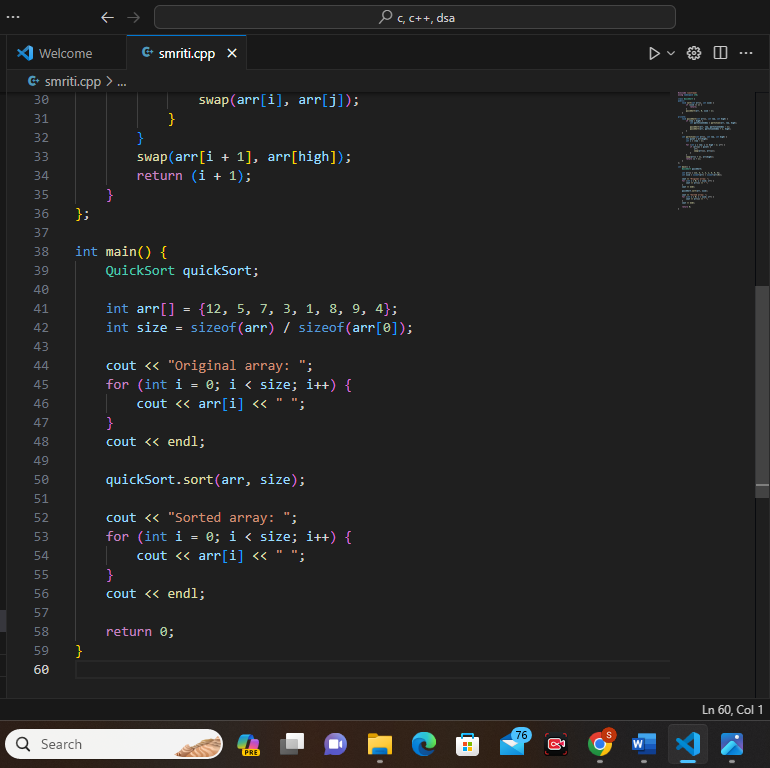 c, c++, dsa
Welcome
smriti.cpp
smriti.cpp > ...
30 swap(arr[i], arr[j]);
31 }
32 }
33 swap(arr[i + 1], arr[high]);
34 return (i + 1);
35 }
36 };
37
38 int main() {
39 QuickSort quickSort;
40
41 int arr[] = {12, 5, 7, 3, 1, 8, 9, 4};
42 int size = sizeof(arr) / sizeof(arr[0]);
43
44 cout << "Original array: ";
45 for (int i = 0; i < size; i++) {
46 cout << arr[i] << " ";
47 }
48 cout << endl;
49
50 quickSort.sort(arr, size);
51
52 cout << "Sorted array: ";
53 for (int i = 0; i < size; i++) {
54 cout << arr[i] << " ";
55 }
56 cout << endl;
57
58 return 0;
59 }
60
Ln 60, Col 1
Search
PRE
76
S
W